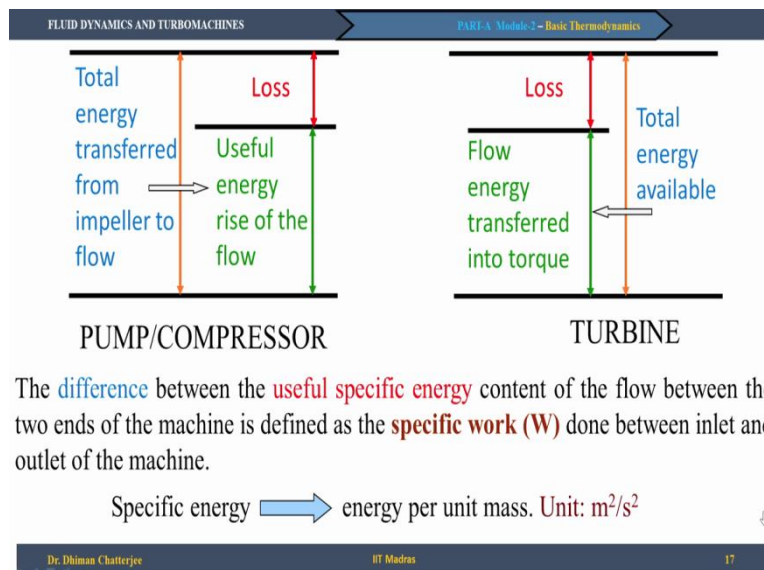 FLUID DYNAMICS AND TURBOMACHINES
PART-A Module-2 – Basic Thermodynamics
Total
energy
transferred
from
impeller to
flow
Loss
Useful
energy
rise of the
flow
PUMP/COMPRESSOR
Loss
Flow
energy
transferred
into torque
Total
energy
available
TURBINE
The difference between the useful specific energy content of the flow between the
two ends of the machine is defined as the specific work (W) done between inlet and
outlet of the machine.
Specific energy energy per unit mass. Unit: m²/s²
Dr. Dhiman Chatterjee
IIT Madras
17